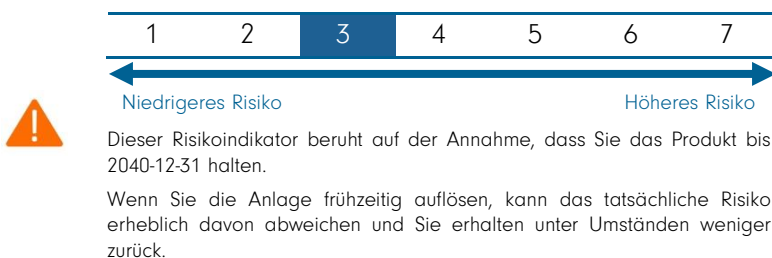 1 2 3 4 5 6 7
Niedrigeres Risiko Höheres Risiko
Dieser Risikoindikator beruht auf der Annahme, dass Sie das Produkt bis
2040-12-31 halten.
Wenn Sie die Anlage frühzeitig auflösen, kann das tatsächliche Risiko
erheblich davon abweichen und Sie erhalten unter Umständen weniger
zurück.